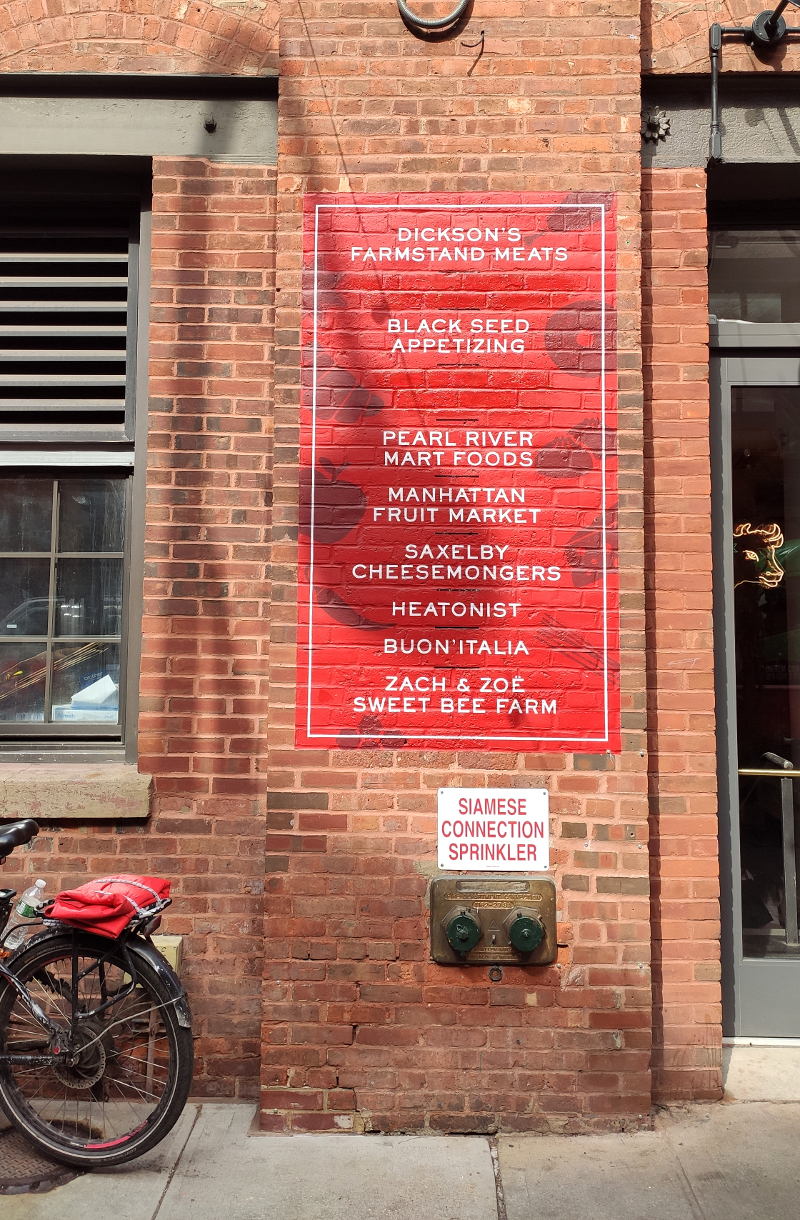 DICKSON'S
FARMSTAND MEATS
BLACK SEED
APPETIZING
PEARL RIVER
MART FOODS
MANHATTAN
FRUIT MARKET
SAXELBY
CHEESEMONGERS
HEATONIST
BUON'ITALIA
ZACH & ZOË
SWEET BEE FARM
SIAMESE
CONNECTION
SPRINKLER